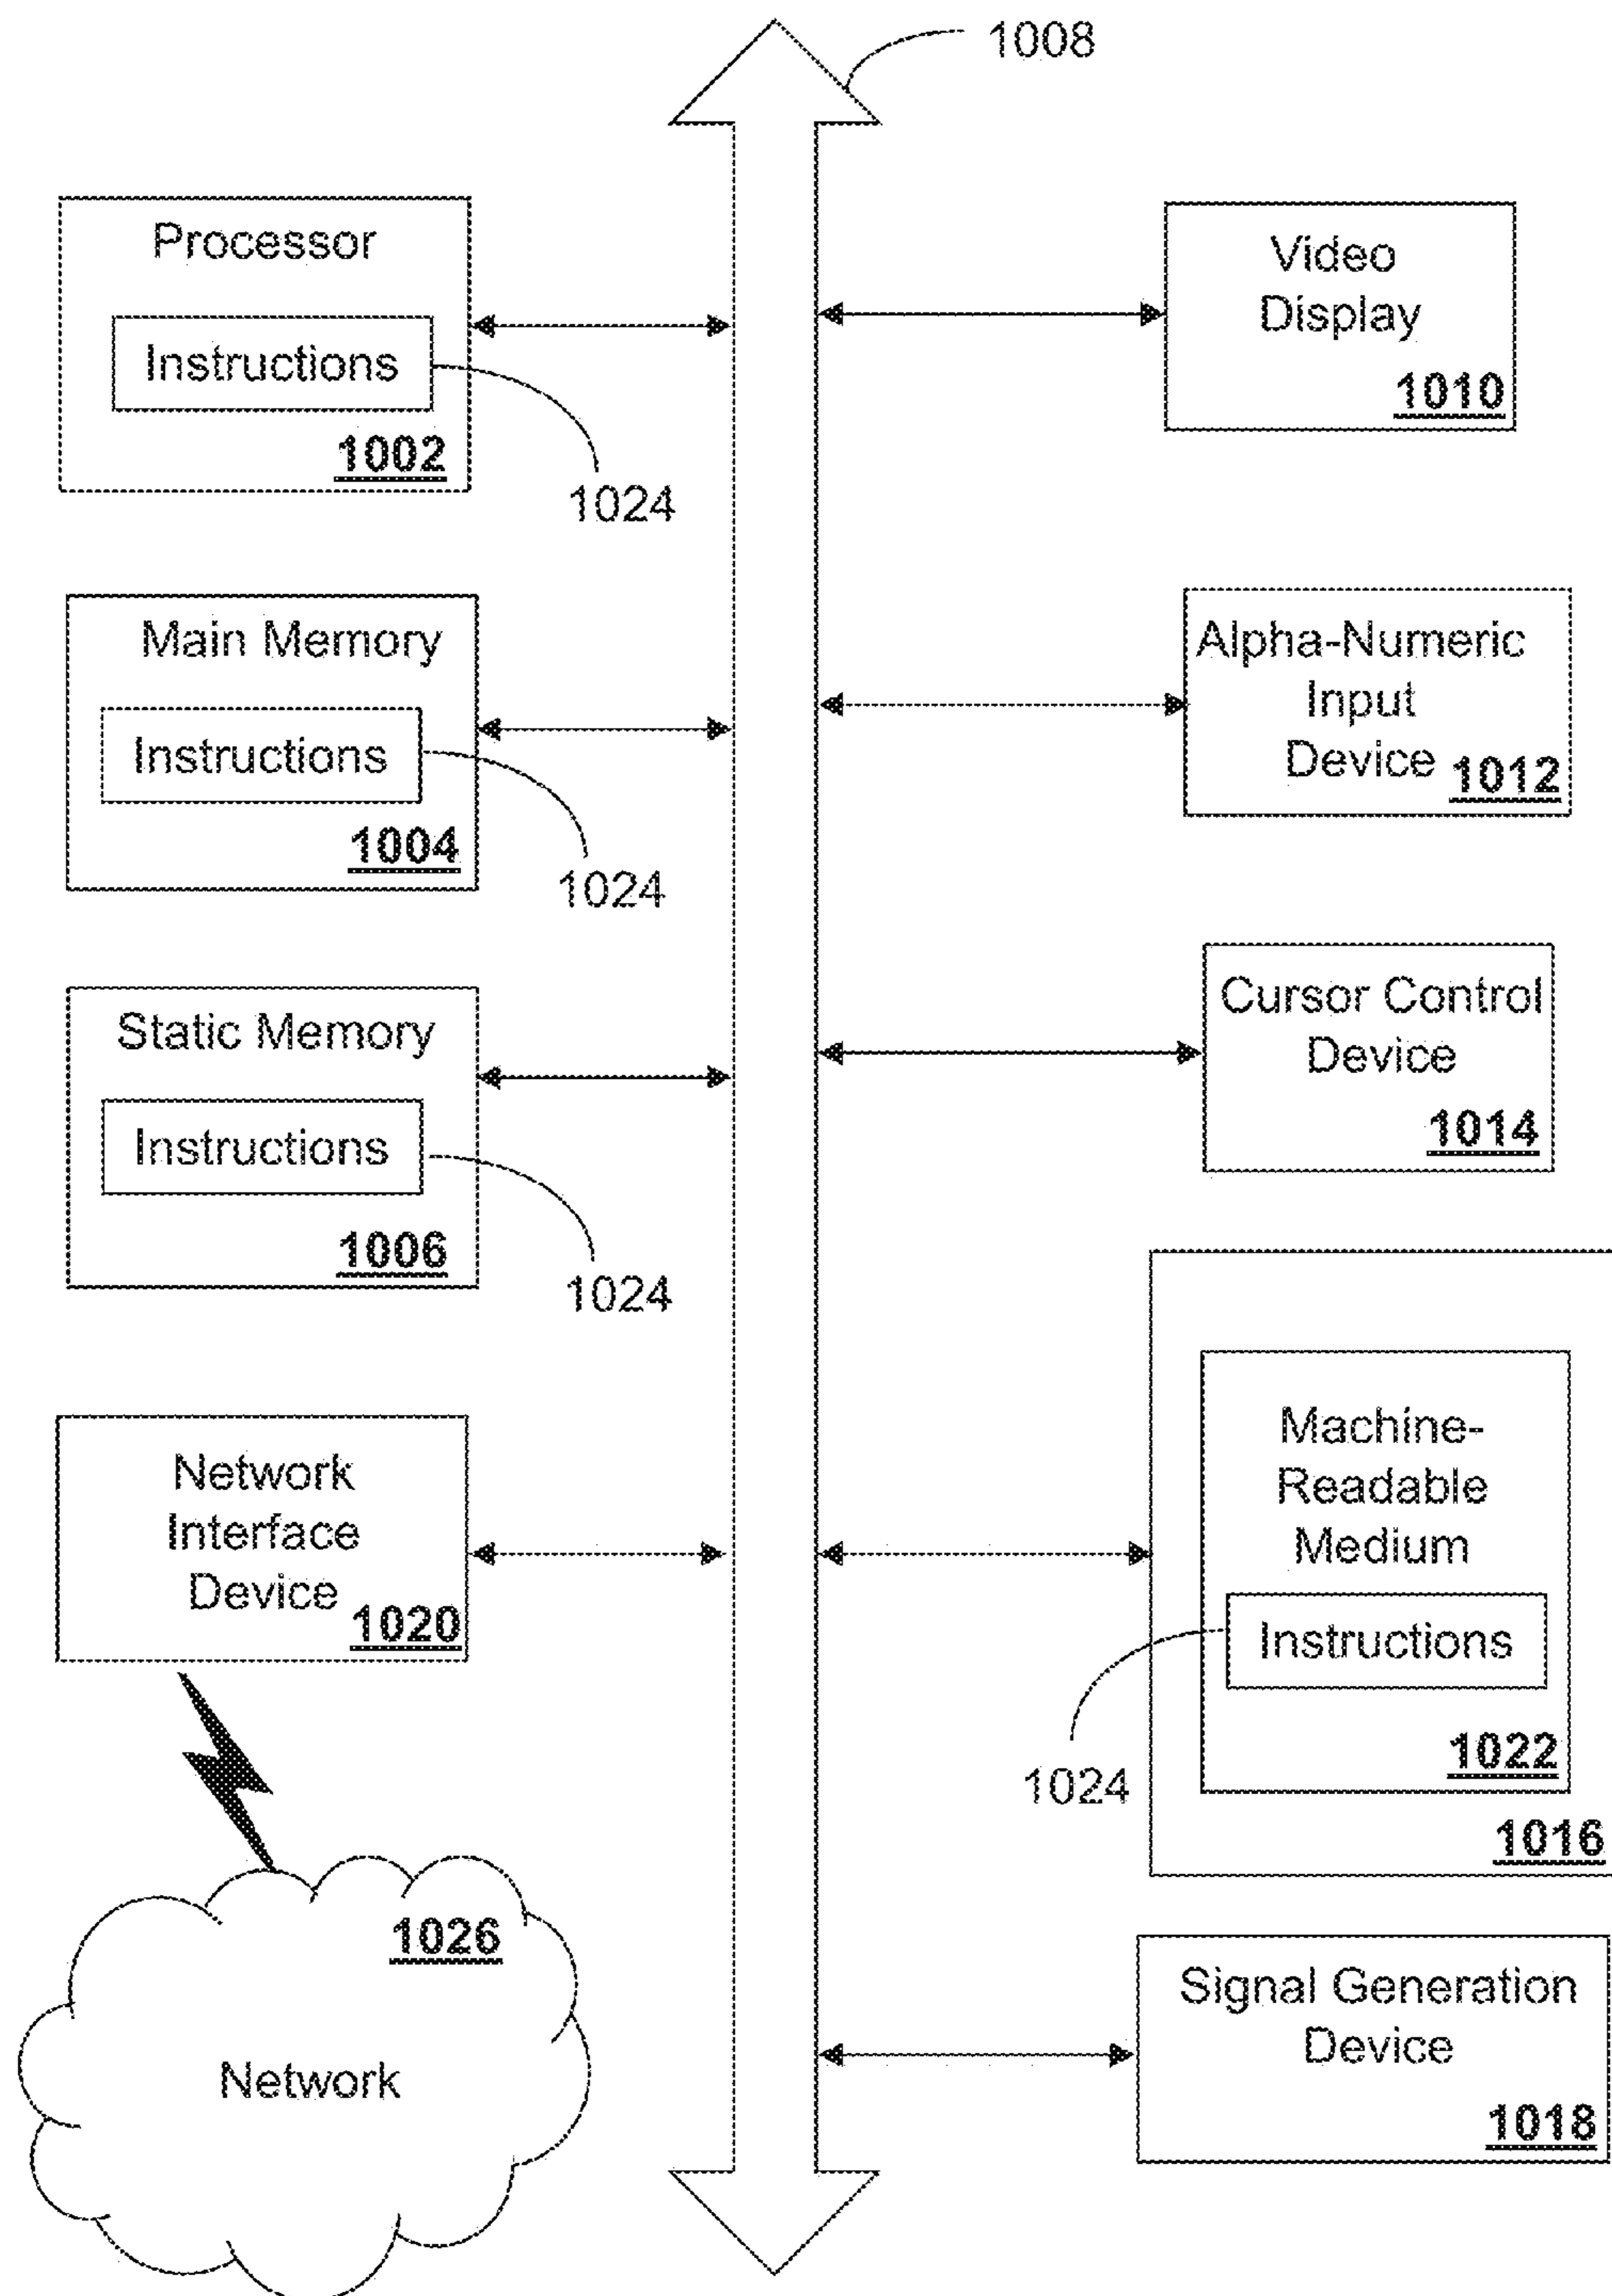 1008
Processor
Instructions
1002
1024
Main Memory
Instructions
1004
1024
Static Memory
Instructions
1006
1024
Network
Interface
Device
1020
1026
Network
Video
Display
1010
Alpha-Numeric
Input
Device
1012
Cursor Control
Device
1014
Machine-
Readable
Medium
Instructions
1022
1024
1016
Signal Generation
Device
1018